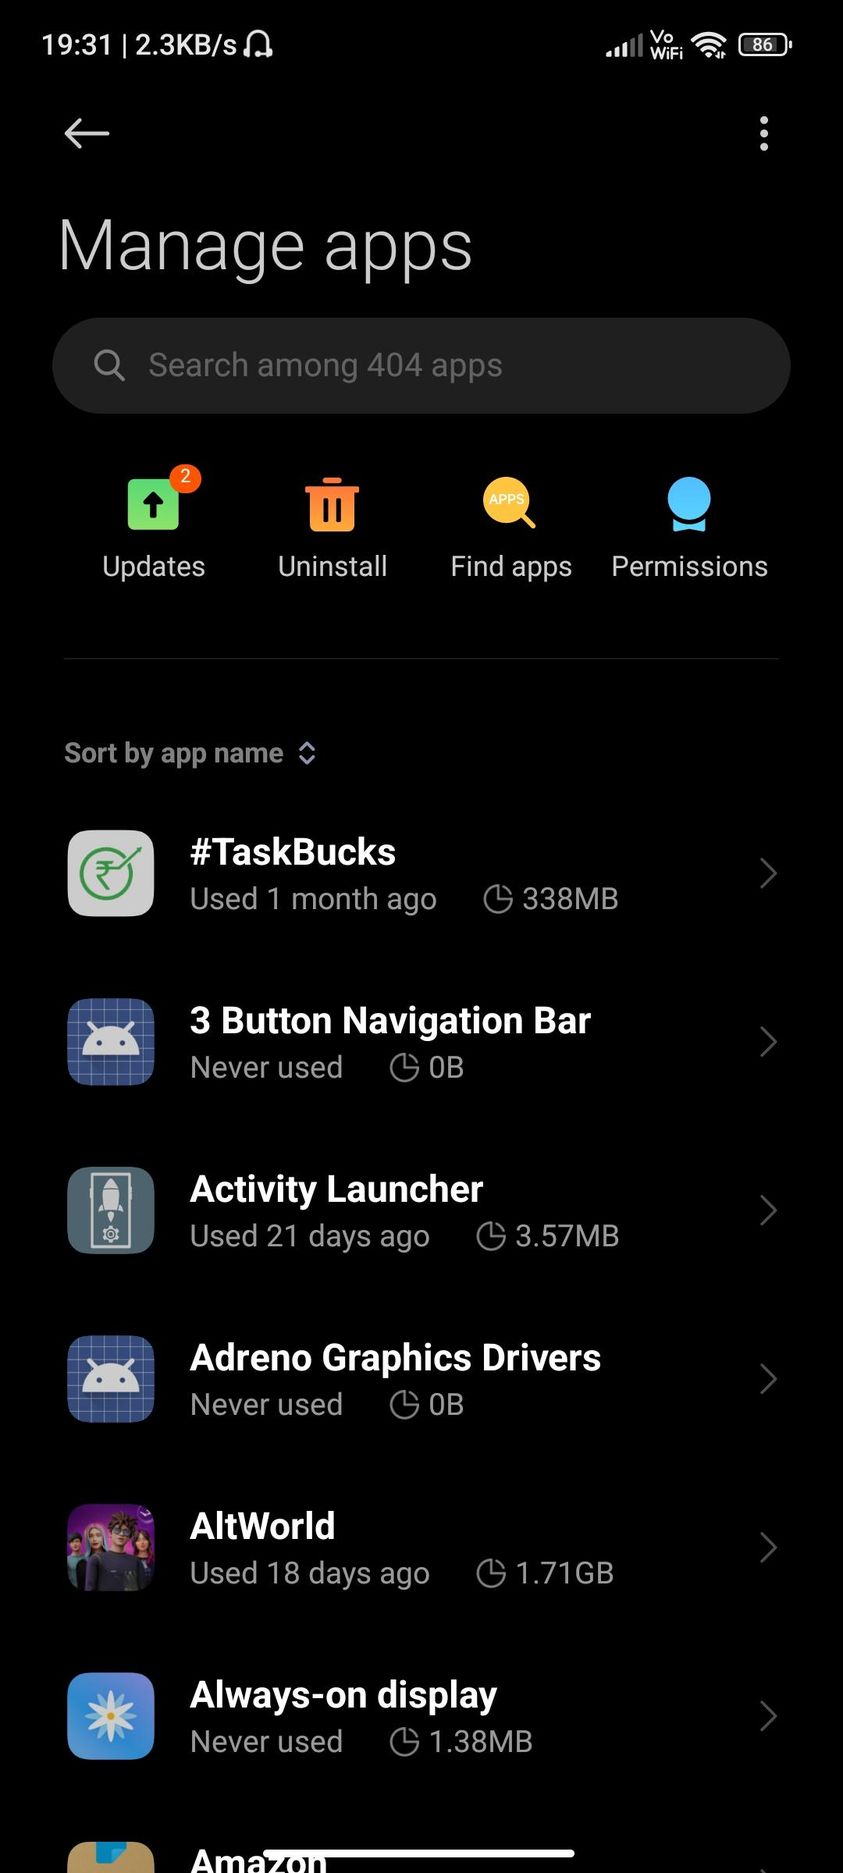 19:31 | 2.3KB/s Vo WiFi 86
Manage apps
Search among 404 apps
2
APPS
Updates Uninstall Find apps Permissions
Sort by app name
#TaskBucks
Used 1 month ago 338MB
3 Button Navigation Bar
Never used 0B
Activity Launcher
Used 21 days ago 3.57MB
Adreno Graphics Drivers
Never used 0B
AltWorld
Used 18 days ago 1.71GB
Always-on display
Never used 1.38MB
Amazon